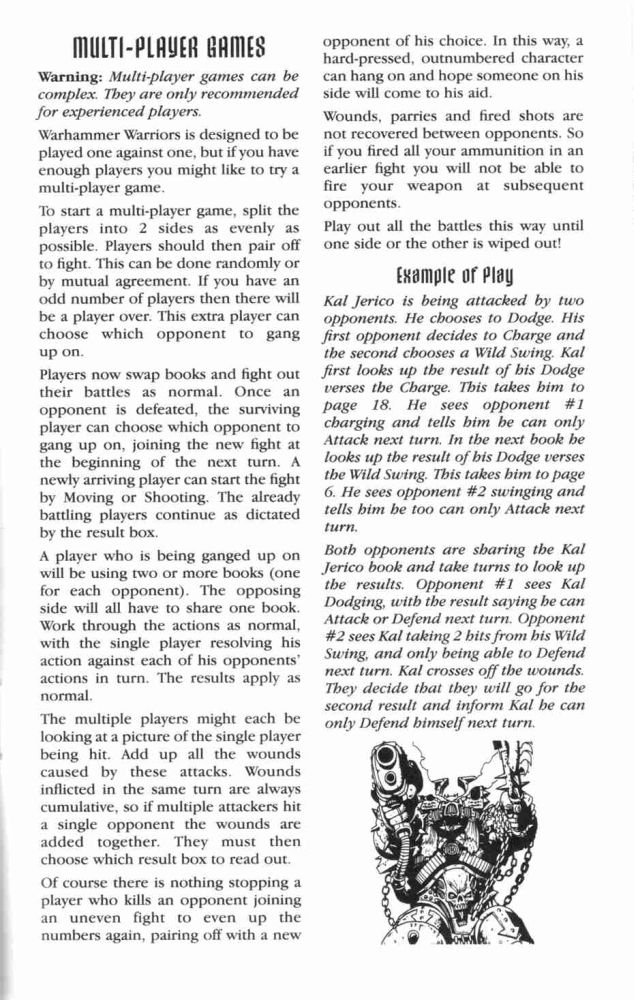 MULTI-PLAYER GAMES
Warning: Multi-player games can be
complex. They are only recommended
for experienced players.
Warhammer Warriors is designed to be
played one against one, but if you have
enough players you might like to try a
multi-player game.
To start a multi-player game, split the
players into 2 sides as evenly as
possible. Players should then pair off
to fight. This can be done randomly or
by mutual agreement. If you have an
odd number of players then there will
be a player over. This extra player can
choose which opponent to gang
up on.
Players now swap books and fight out
their battles as normal. Once an
opponent is defeated, the surviving
player can choose which opponent to
gang up on, joining the new fight at
the beginning of the next turn. A
newly arriving player can start the fight
by Moving or Shooting. The already
battling players continue as dictated
by the result box.
A player who is being ganged up on
will be using two or more books (one
for each opponent). The opposing
side will all have to share one book.
Work through the actions as normal,
with the single player resolving his
action against each of his opponents'
actions in turn. The results apply as
normal.
The multiple players might each be
looking at a picture of the single player
being hit. Add up all the wounds
caused by these attacks. Wounds
inflicted in the same turn are always
cumulative, so if multiple attackers hit
a single opponent the wounds are
added together. They must then
choose which result box to read out.
Of course there is nothing stopping a
player who kills an opponent joining
an uneven fight to even up the
numbers again, pairing off with a new
opponent of his choice. In this way, a
hard-pressed, outnumbered character
can hang on and hope someone on his
side will come to his aid.
Wounds, parries and fired shots are
not recovered between opponents. So
if you fired all your ammunition in an
earlier fight you will not be able to
fire your weapon at subsequent
opponents.
Play out all the battles this way until
one side or the other is wiped out!
Example of Play
Kal Jerico is being attacked by two
opponents. He chooses to Dodge. His
first opponent decides to Charge and
the second chooses a Wild Swing. Kal
first looks up the result of his Dodge
verses the Charge. This takes him to
page 18. He sees opponent #1
charging and tells him he can only
Attack next turn. In the next book he
looks up the result of his Dodge verses
the Wild Swing. This takes him to page
6. He sees opponent #2 swinging and
tells him he too can only Attack next
turn.
Both opponents are sharing the Kal
Jerico book and take turns to look up
the results. Opponent #1 sees Kal
Dodging, with the result saying he can
Attack or Defend next turn. Opponent
#2 sees Kal taking 2 hits from his Wild
Swing, and only being able to Defend
next turn. Kal crosses off the wounds.
They decide that they will go for the
second result and inform Kal he can
only Defend himself next turn.